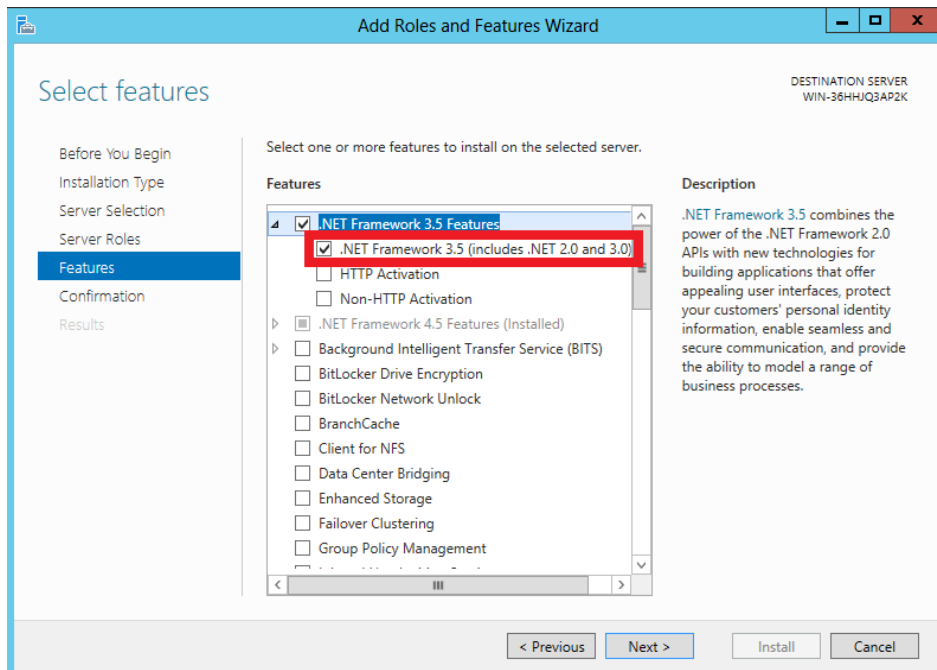 Add Roles and Features Wizard
Select features
DESTINATION SERVER
WIN-36HHJQ3AP2K
Before You Begin
Installation Type
Server Selection
Server Roles
Features
Confirmation
Results
Select one or more features to install on the selected server.
Features
.NET Framework 3.5 Features
.NET Framework 3.5 (includes .NET 2.0 and 3.0)
HTTP Activation
Non-HTTP Activation
.NET Framework 4.5 Features (Installed)
Background Intelligent Transfer Service (BITS)
BitLocker Drive Encryption
BitLocker Network Unlock
BranchCache
Client for NFS
Data Center Bridging
Enhanced Storage
Failover Clustering
Group Policy Management
Description
.NET Framework 3.5 combines the
power of the .NET Framework 2.0
APIs with new technologies for
building applications that offer
appealing user interfaces, protect
your customers' personal identity
information, enable seamless and
secure communication, and provide
the ability to model a range of
business processes.
< Previous
Next >
Install
Cancel